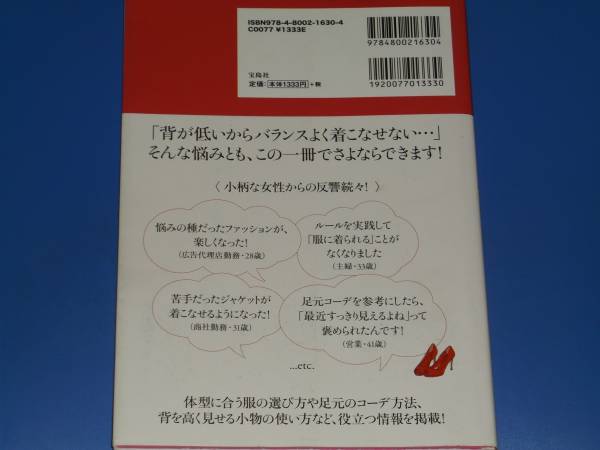 ISBN978-4-8002-1630-4
C0077 ¥1333E
9784800216304
宝島社
定価:本体1333円+税
1920077013330
「背が低いからバランスよく着こなせない…」
そんな悩みとも、この一冊でさよならできます!
〈 小柄な女性からの反響続々! 〉
悩みの種だったファッションが、
楽しくなった!
(広告代理店勤務・28歳)
ルールを実践して
「服に着られる」ことが
なくなりました
(主婦・33歳)
苦手だったジャケットが
着こなせるようになった!
(商社勤務・31歳)
足元コーデを参考にしたら、
「最近すっきり見えるよね」って
褒められたんです!
(営業・41歳)
...etc.
体型に合う服の選び方や足元のコーデ方法、
背を高く見せる小物の使い方など、役立つ情報を掲載!